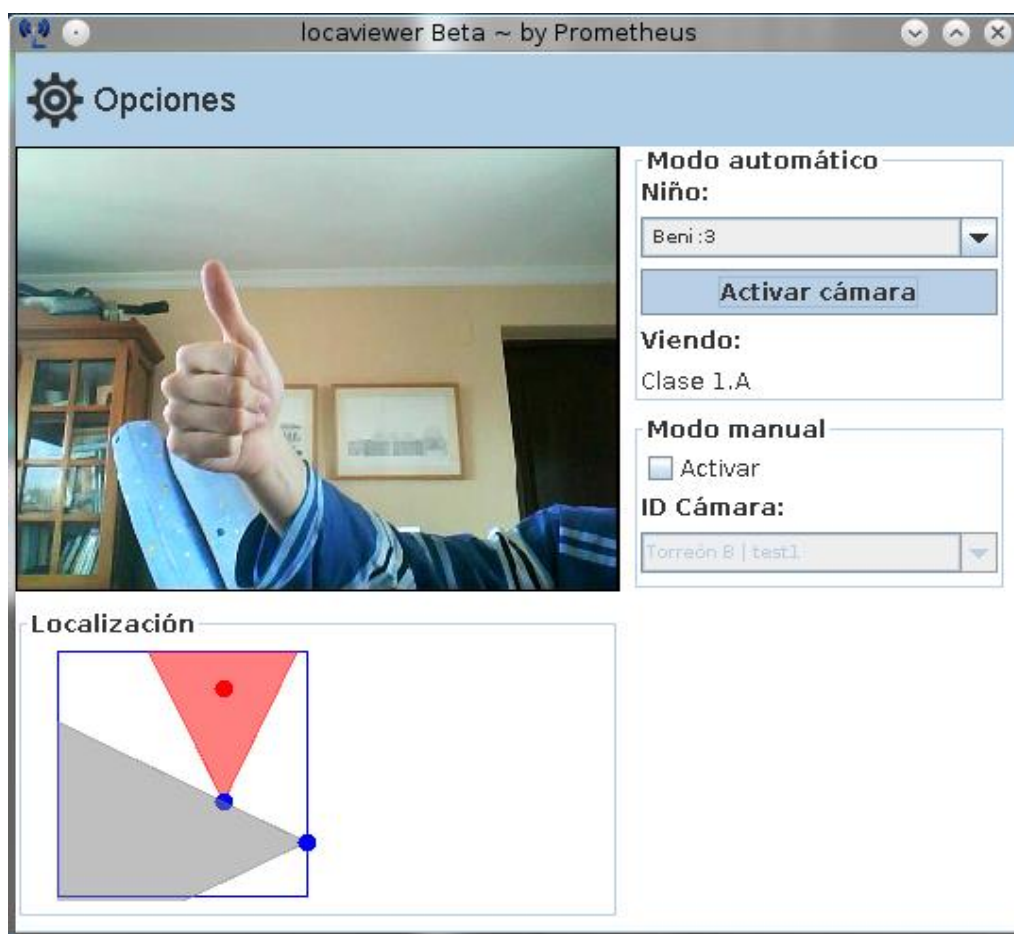 locaviewer Beta ~ by Prometheus
Opciones
Modo automático
Niño:
Beni :3
Activar cámara
Viendo:
Clase 1.A
Modo manual
Activar
ID Cámara:
Torreón B | test1
Localización